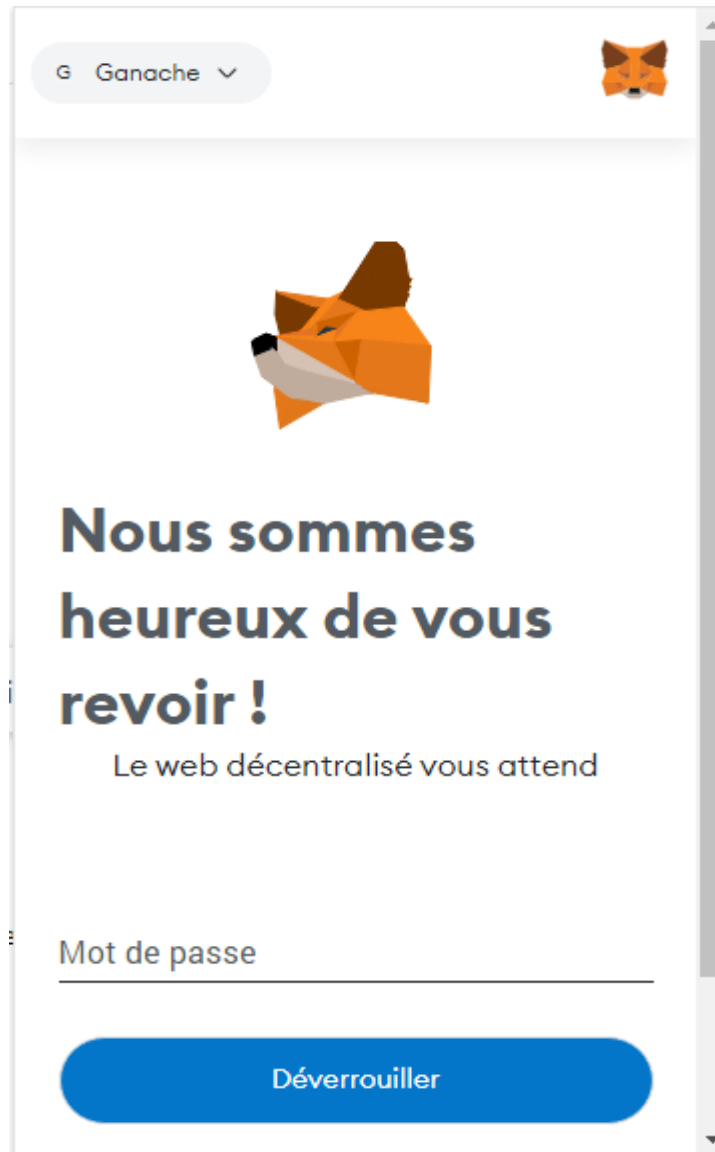 G Ganache
Nous sommes
heureux de vous
revoir !
Le web décentralisé vous attend
Mot de passe
Déverrouiller